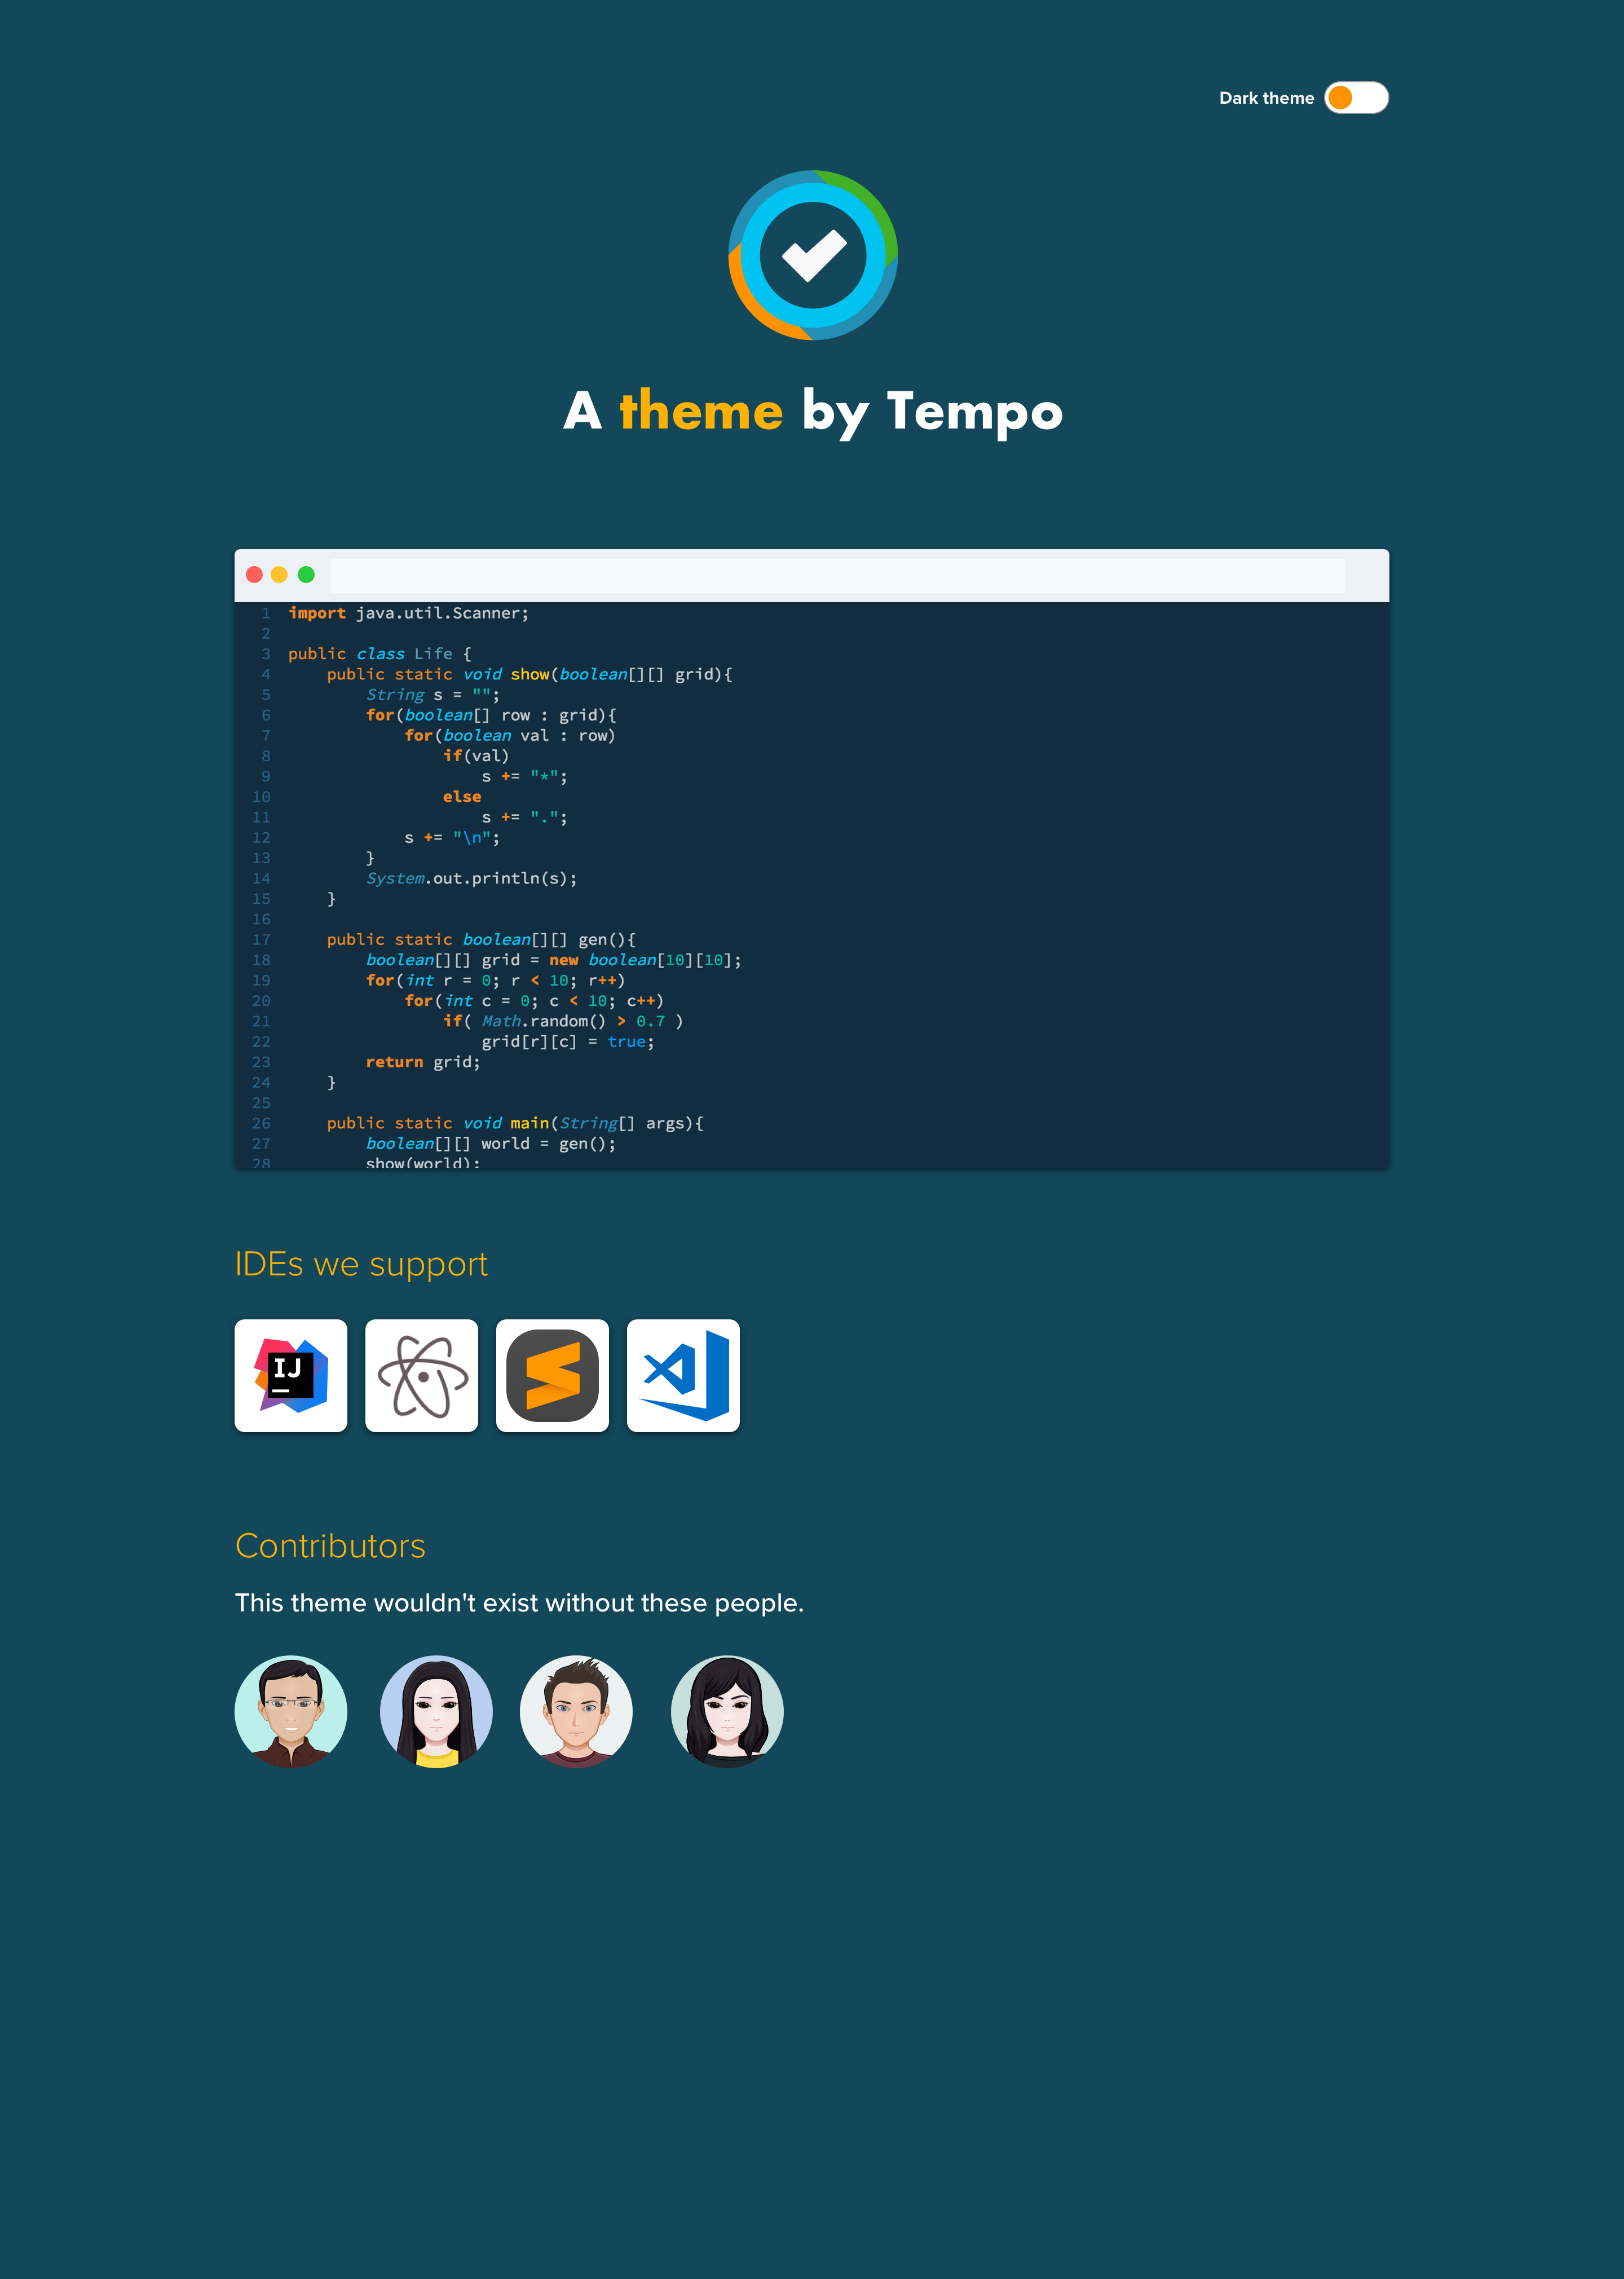 Dark theme
A theme by Tempo
1 import java.util.Scanner;
2
3 public class Life {
4     public static void show(boolean[][] grid){
5         String s = "";
6         for(boolean[] row : grid){
7             for(boolean val : row)
8                 if(val)
9                     s += "*";
10                 else
11                     s += ".";
12             s += "\n";
13         }
14         System.out.println(s);
15     }
16
17     public static boolean[][] gen(){
18         boolean[][] grid = new boolean[10][10];
19         for(int r = 0; r < 10; r++)
20             for(int c = 0; c < 10; c++)
21                 if( Math.random() > 0.7 )
22                     grid[r][c] = true;
23         return grid;
24     }
25
26     public static void main(String[] args){
27         boolean[][] world = gen();
28         show(world);
IDEs we support
IJ
Contributors
This theme wouldn't exist without these people.